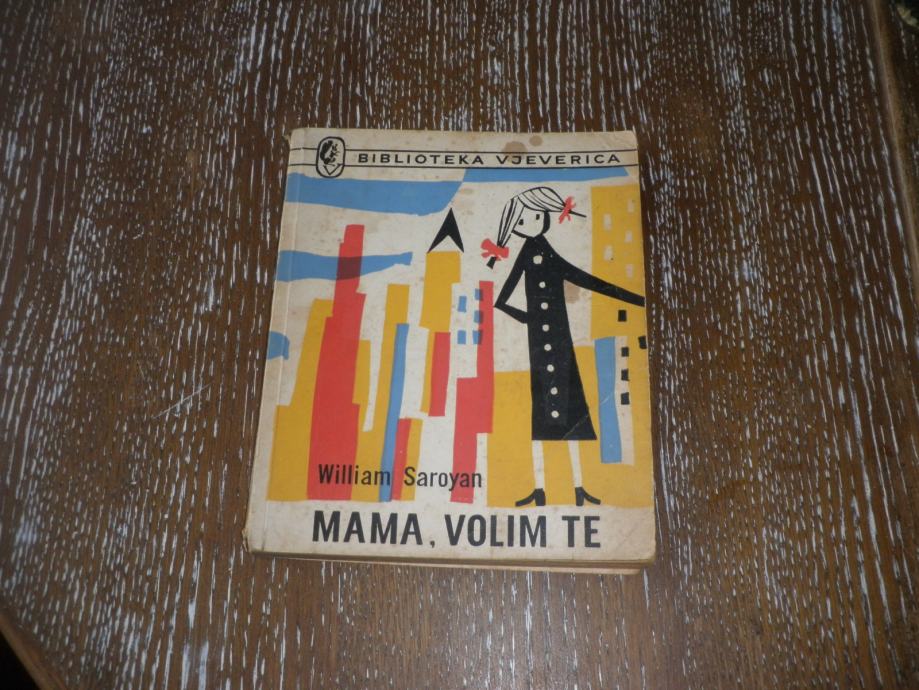 BIBLIOTEKA VJEVERICA
William Saroyan
MAMA, VOLIM TE